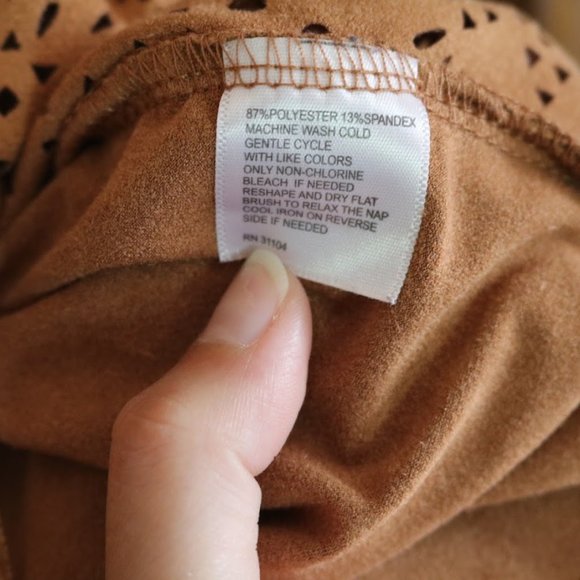 87%POLYESTER 13%SPANDEX
MACHINE WASH COLD
GENTLE CYCLE
WITH LIKE COLORS
ONLY NON-CHLORINE
BLEACH IF NEEDED
RESHAPE AND DRY FLAT
BRUSH TO RELAX THE NAP
COOL IRON ON REVERSE
SIDE IF NEEDED
RN 31104